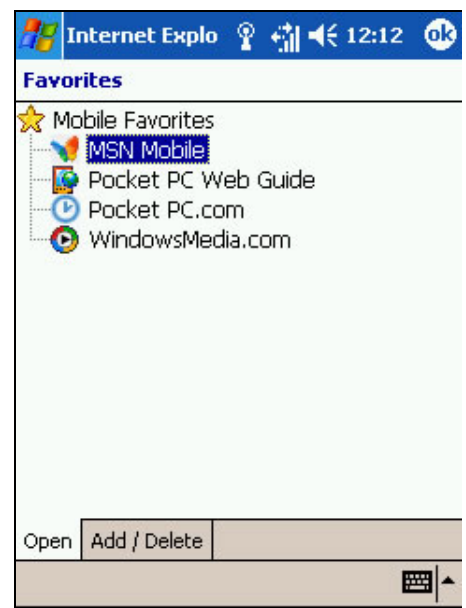 Internet Explo 12:12 ok
Favorites
Mobile Favorites
MSN Mobile
Pocket PC Web Guide
Pocket PC.com
WindowsMedia.com
Open Add / Delete